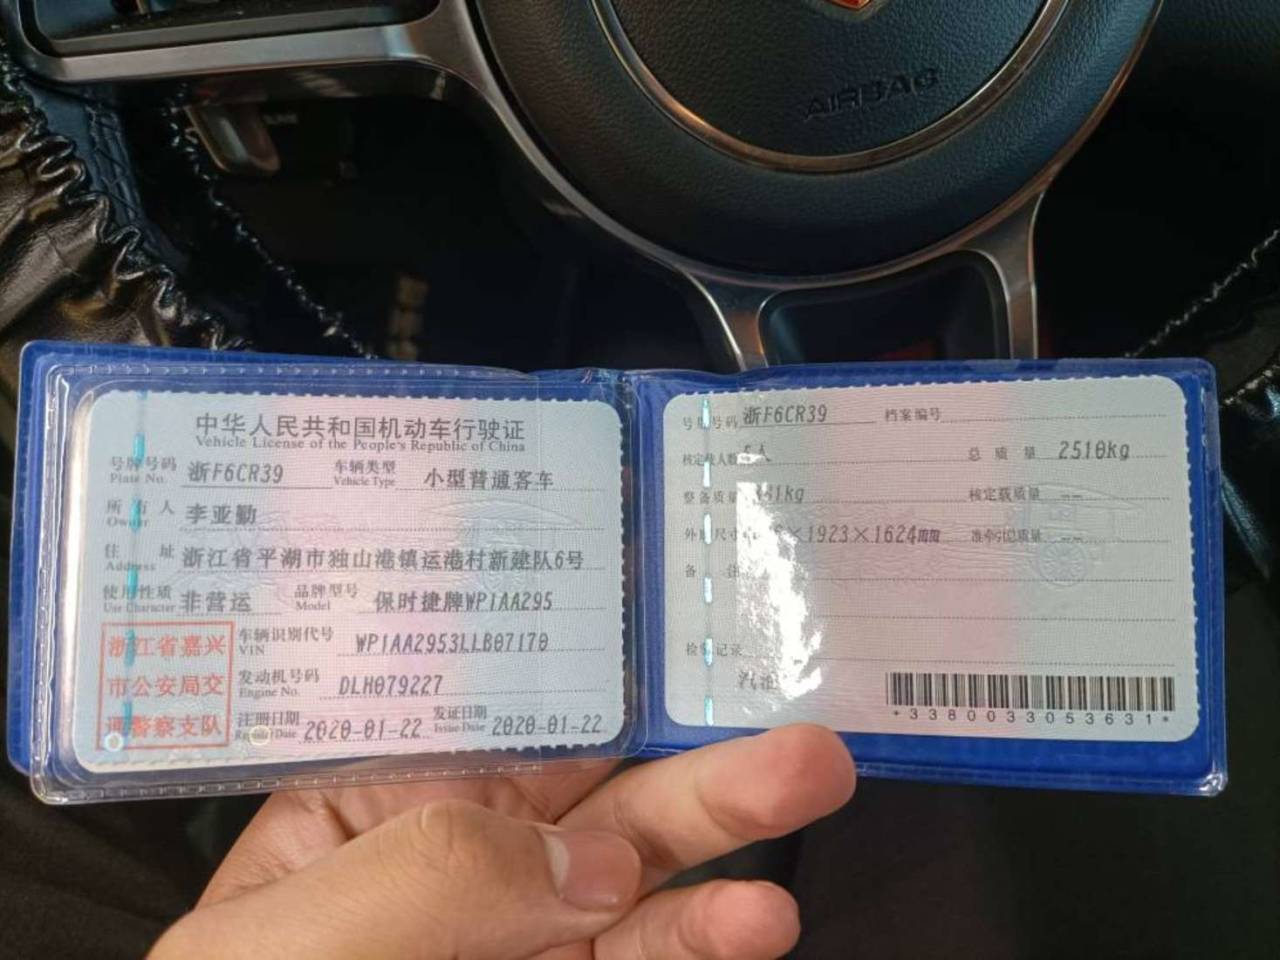 AIRBAG
中华人民共和国机动车行驶证
Vehicle License of the People's Republic of China
号牌号码 浙F6CR39 车辆类型 小型普通客车
Plate No. Vehicle Type
所有人 李亚勤
Owner
住址 浙江省平湖市独山港镇运港村新建队6号
Address
使用性质 非营运 品牌型号 保时捷牌WP1AA295
Use Character Model
浙江省嘉兴
市公安局交
通警察支队
车辆识别代号 WP1AA2953LLB07170
VIN
发动机号码 DLH079227
Engine No.
注册日期 2020-01-22 发证日期 2020-01-22
Register Date Issue Date
号牌号码 浙F6CR39 档案编号
核定载人数 人 总质量 2510kg
整备质量 核定载质量 --
外廓尺寸 ×1923×1624mm 准牵引总质量 --
备注
检验记录
*3380033053631*